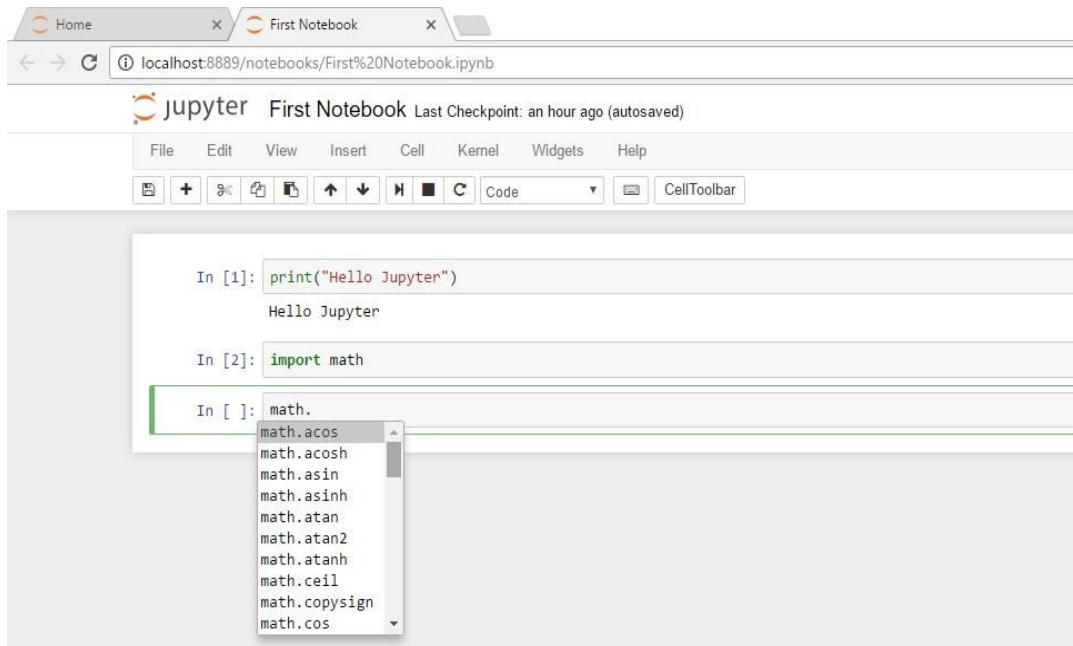 Home First Notebook
localhost:8889/notebooks/First%20Notebook.ipynb
jupyter First Notebook Last Checkpoint: an hour ago (autosaved)
File Edit View Insert Cell Kernel Widgets Help
Code CellToolbar
In [1]: print("Hello Jupyter")
Hello Jupyter
In [2]: import math
In [ ]: math.
math.acos
math.acosh
math.asin
math.asinh
math.atan
math.atan2
math.atanh
math.ceil
math.copysign
math.cos